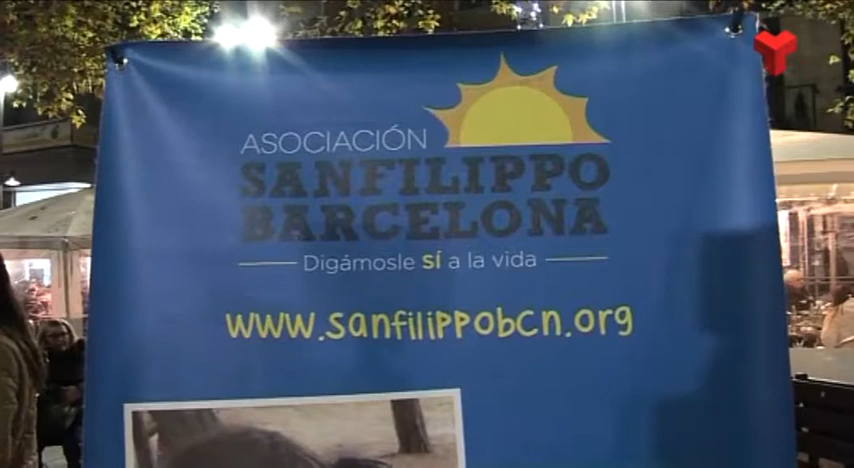 ASOCIACIÓN
SANFILIPPO
BARCELONA
Digámosle sí a la vida
www.sanfilippobcn.org